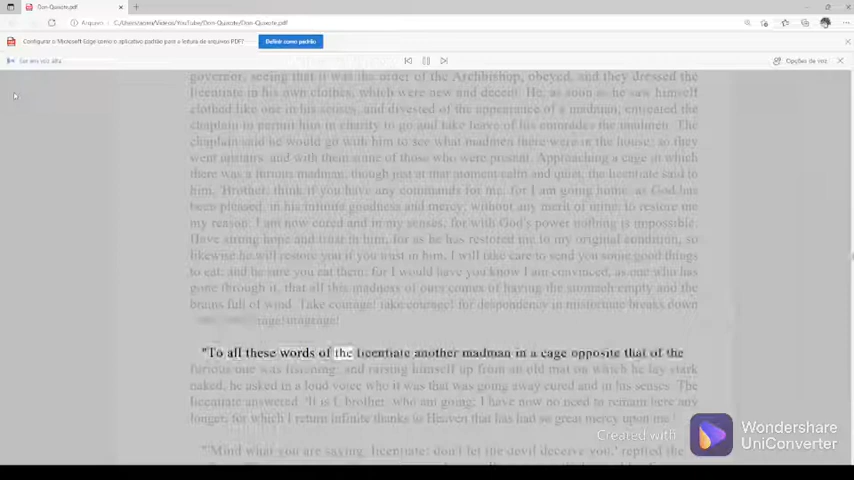 Don-Quixote.pdf
Arquivo
C:/Users/raoni/Videos/YouTube/Don-Quixote/Don-Quixote.pdf
Configurar o Microsoft Edge como o aplicativo padrão para a leitura de arquivos PDF?
Definir como padrão
Ler em voz alta
Opções de voz
governor, seeing that it was the order of the Archbishop, obeyed, and they dressed the
licentiate in his own clothes, which were new and decent. He, as soon as he saw himself
clothed like one in his senses, and divested of the appearance of a madman, entreated the
chaplain to permit him in charity to go and take leave of his comrades the madmen. The
chaplain said he would go with him to see what madmen there were in the house; so they
went upstairs, and with them some of those who were present. Approaching a cage in which
there was a furious madman, though just at that moment calm and quiet, the licentiate said to
him, 'Brother, think if you have any commands for me, for I am going home, as God has
been pleased, in his infinite goodness and mercy, without any merit of mine, to restore me
my reason. I am now cured and in my senses, for with God's power nothing is impossible.
Have strong hope and trust in him, for as he has restored me to my original condition, so
likewise he will restore you if you trust in him. I will take care to send you some good things
to eat; and be sure you eat them; for I would have you know I am convinced, as one who has
gone through it, that all this madness of ours comes of having the stomach empty and the
brains full of wind. Take courage! take courage! for despondency in misfortune breaks down
"To all these words of the licentiate another madman in a cage opposite that of the
furious one was listening; and raising himself up from an old mat on which he lay stark
naked, he asked in a loud voice who it was that was going away cured and in his senses. The
licentiate answered, 'It is I, brother, who am going; I have now no need to remain here any
longer, for which I return infinite thanks to Heaven that has had so great mercy upon me.'
"'Mind what you are saying, licentiate; don't let the devil deceive you,' replied the
Created with
Wondershare
UniConverter